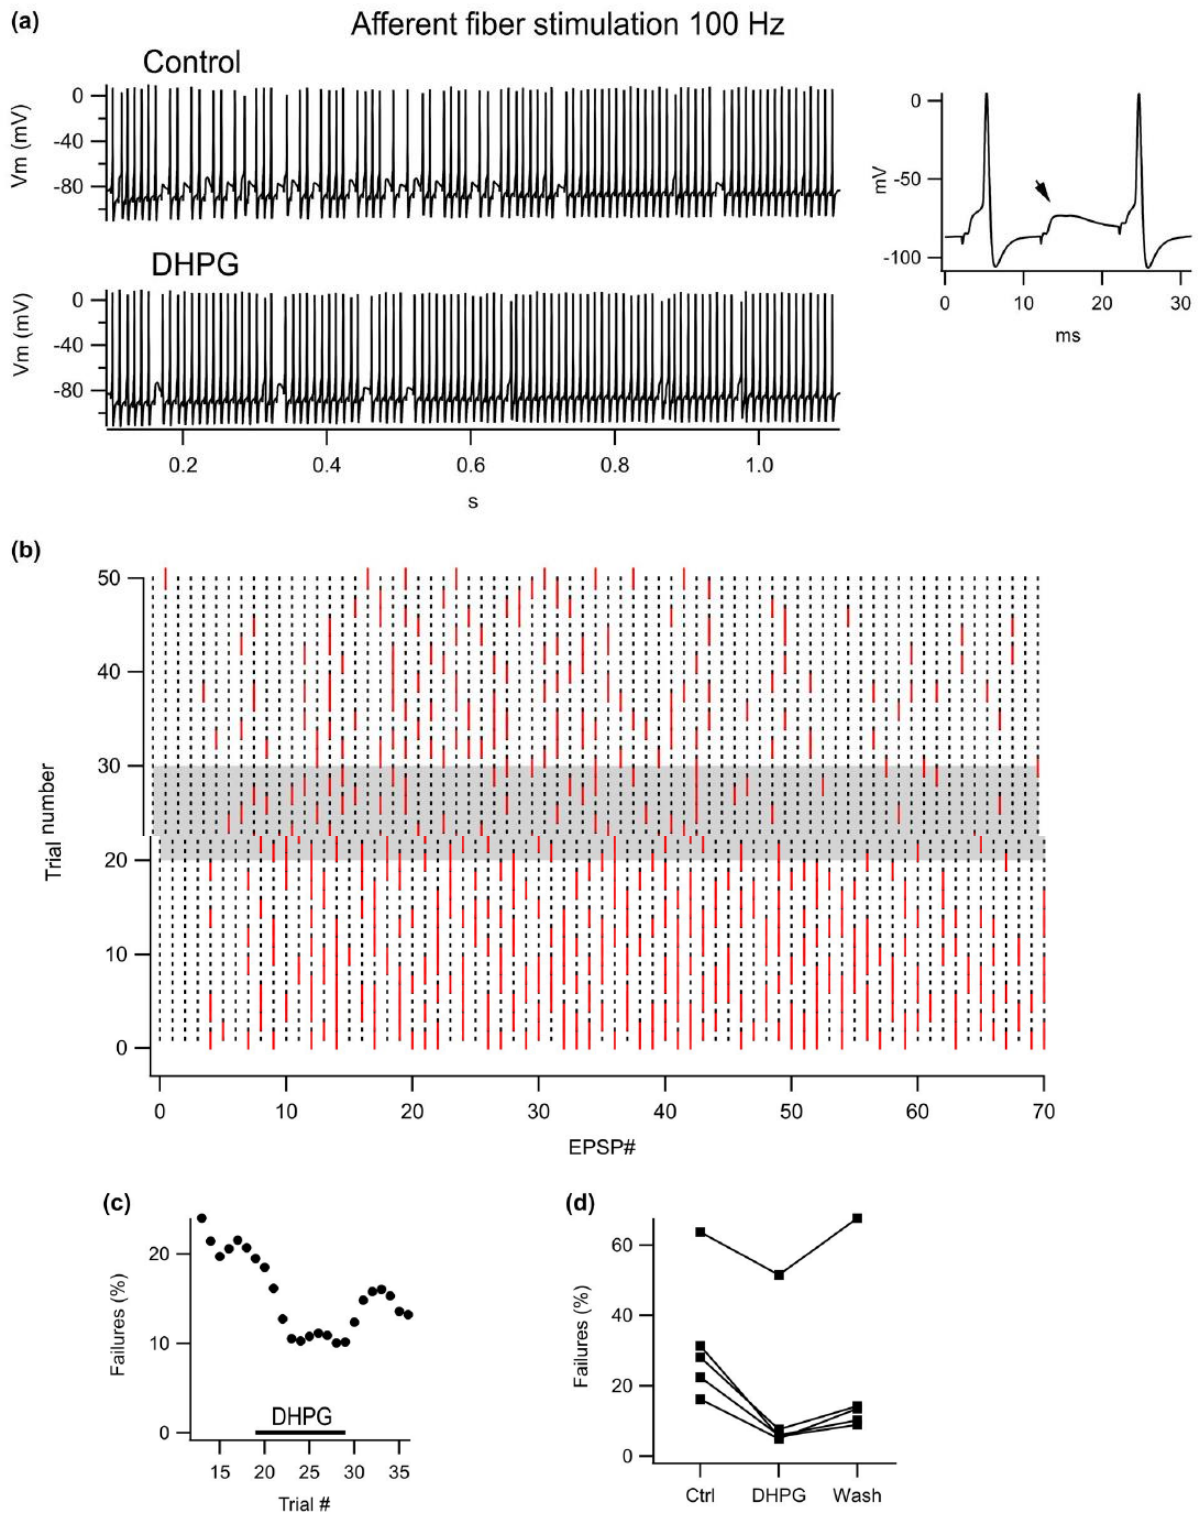 (a)
Afferent fiber stimulation 100 Hz
Control
Vm (mV)
0
-40
-80
mV
0
-50
-100
0 10 20 30
ms
DHPG
Vm (mV)
0
-40
-80
0.2 0.4 0.6 0.8 1.0
s
(b)
Trial number
50
40
30
20
10
0
0 10 20 30 40 50 60 70
EPSP#
(c)
Failures (%)
20
10
0
DHPG
15 20 25 30 35
Trial #
(d)
Failures (%)
60
40
20
0
Ctrl DHPG Wash